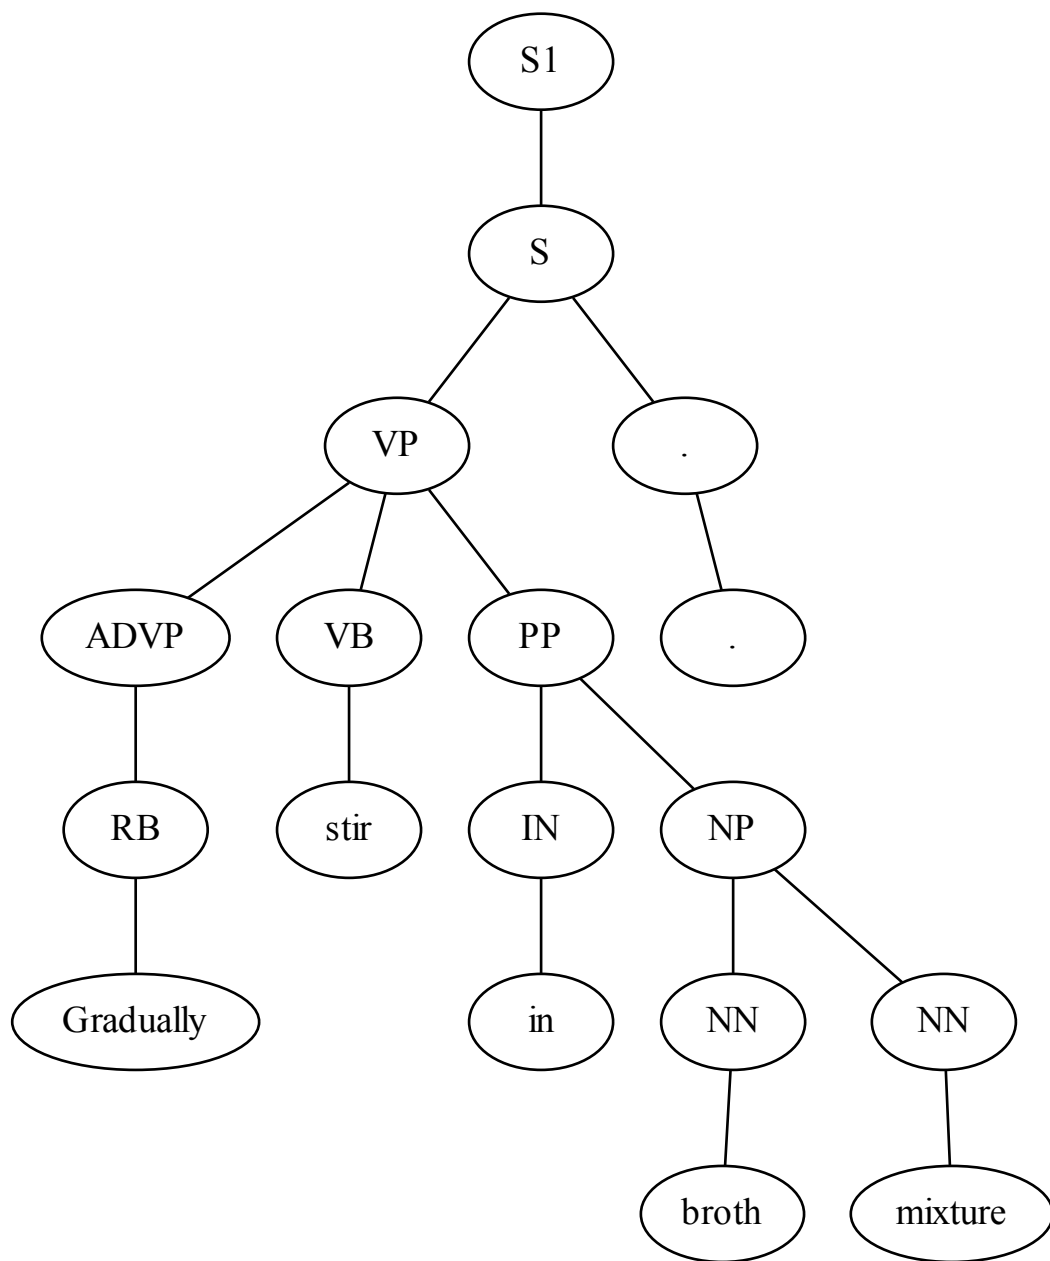 S1
S
VP .
ADVP VB PP .
RB stir IN NP
Gradually in NN NN
broth mixture